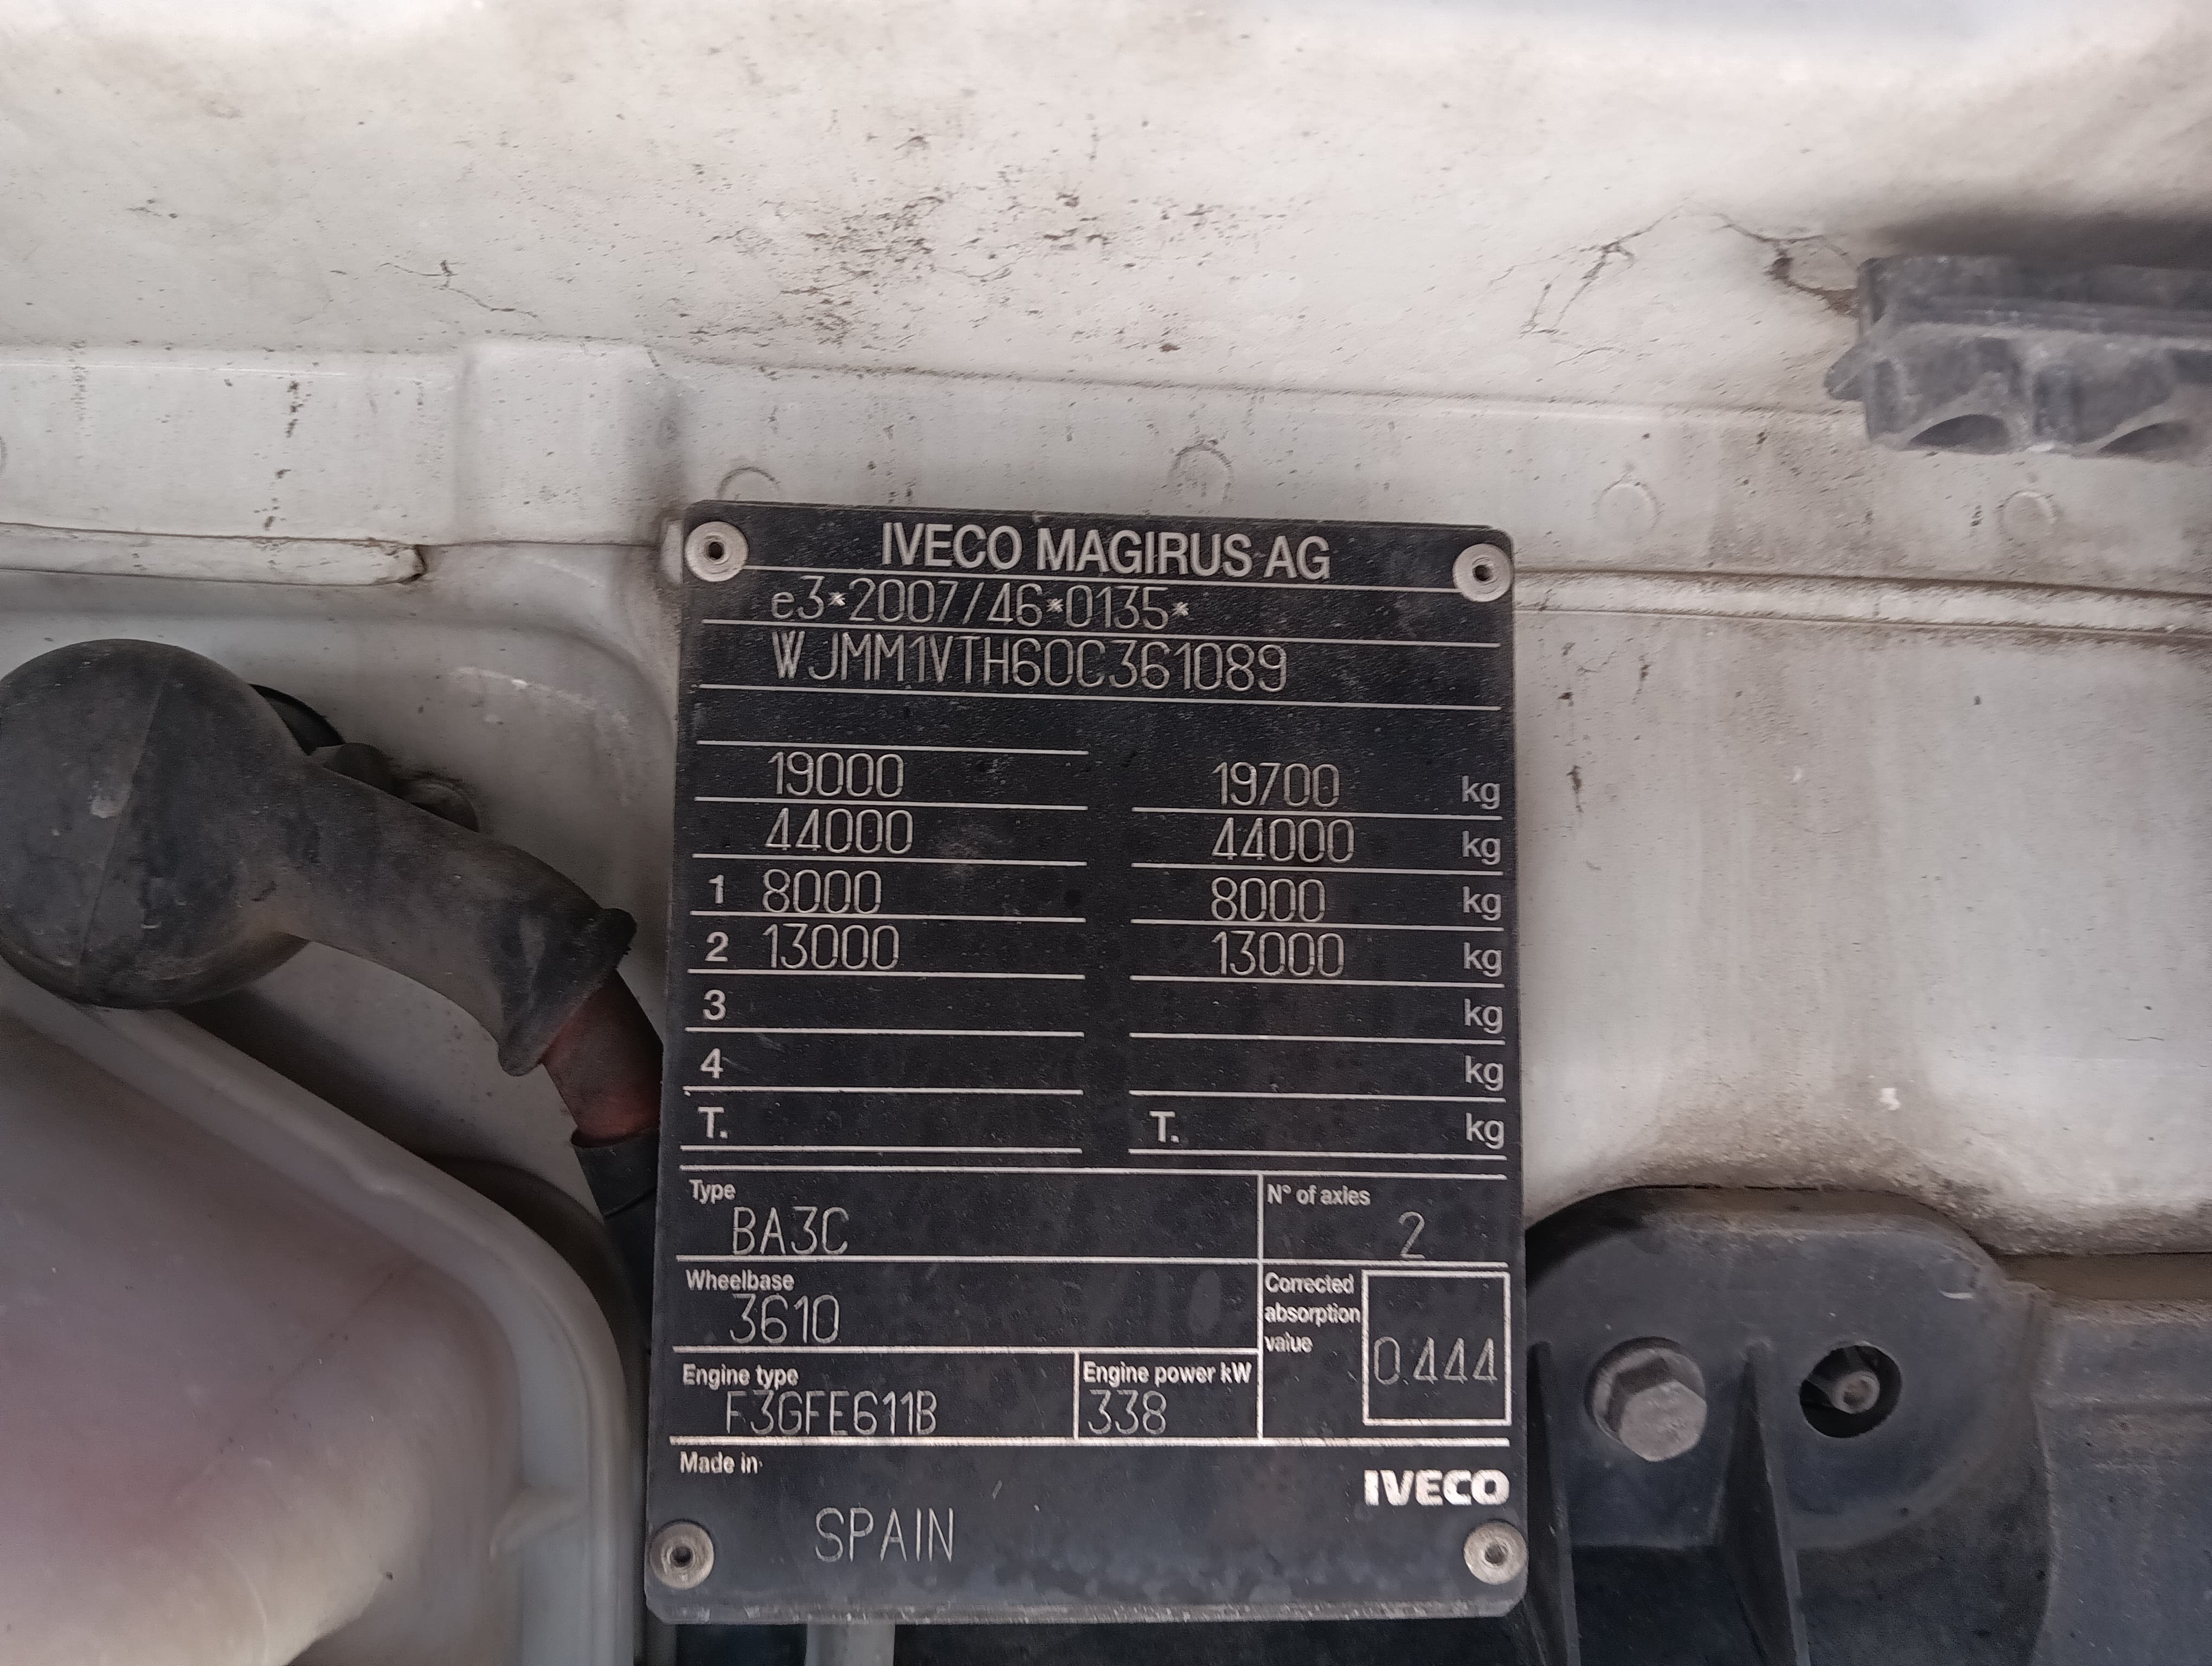 IVECO MAGIRUS AG
e3*2007/46*0135*
WJMM1VTH60C361089
19000 19700 kg
44000 44000 kg
1 8000 8000 kg
2 13000 13000 kg
3 kg
4 kg
T. T. kg
Type N° of axles
BA3C 2
Wheelbase
3610
Corrected
absorption
value
0.444
Engine type Engine power kW
F3GFE611B 338
Made in
IVECO
SPAIN